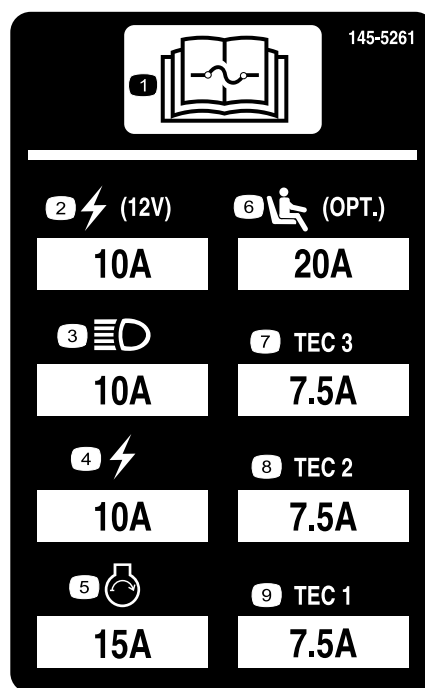 145-5261
1
2 (12V) 6 (OPT.)
10A 20A
3 7 TEC 3
10A 7.5A
4 8 TEC 2
10A 7.5A
5 9 TEC 1
15A 7.5A